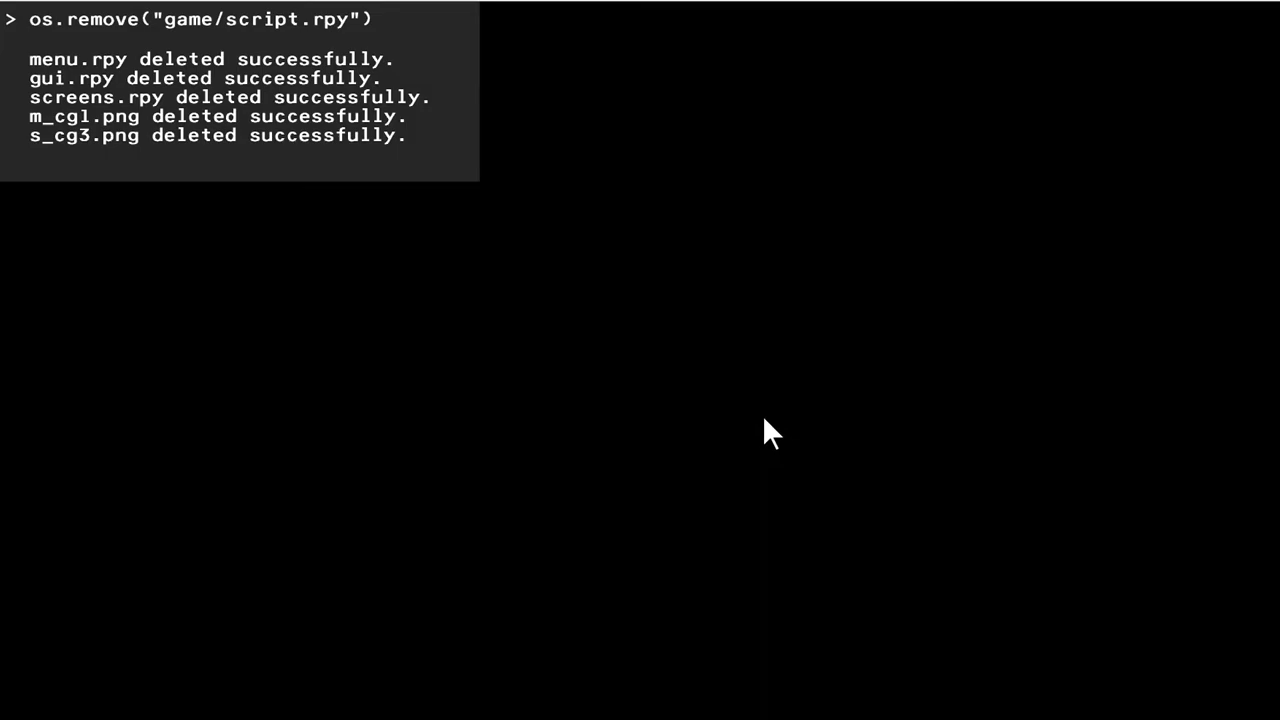 > os.remove("game/script.rpy")
menu.rpy deleted successfully.
gui.rpy deleted successfully.
screens.rpy deleted successfully.
m_cg1.png deleted successfully.
s_cg3.png deleted successfully.